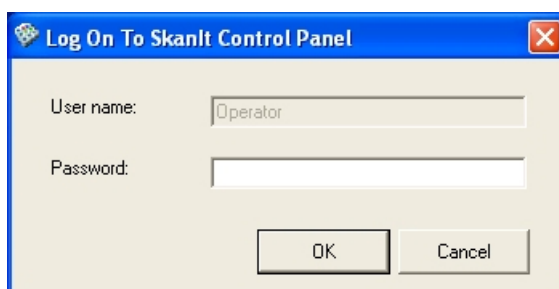 Log On To SkanIt Control Panel
User name: Operator
Password:
OK Cancel